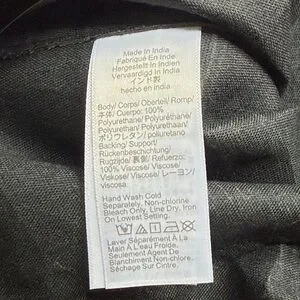 Made In India
Fabriqué En Inde
Hergestellt In Indien
Vervaardigd In India
インド製
hecho en india
Body/ Corps/ Oberteil/ Romp/
本体/ Cuerpo: 100%
Polyurethane/ Polyuréthane/
Polyurethan/ Polyurethaan/
ポリウレタン/ poliuretano
Backing/ Support/
Rückenbeschichtung/
Rugzijde/ 裏側/ Refuerzo:
100% Viscose/ Viscose/
Viskose/ Viscose/ レーヨン/
viscosa
Hand Wash Cold
Separately, Non-chlorine
Bleach Only, Line Dry, Iron
On Lowest Setting.
Laver Séparément À La
Main À L'eau Froide,
Seulement Agent De
Blanchiment Non-chlore,
Séchage Sur Cintre,